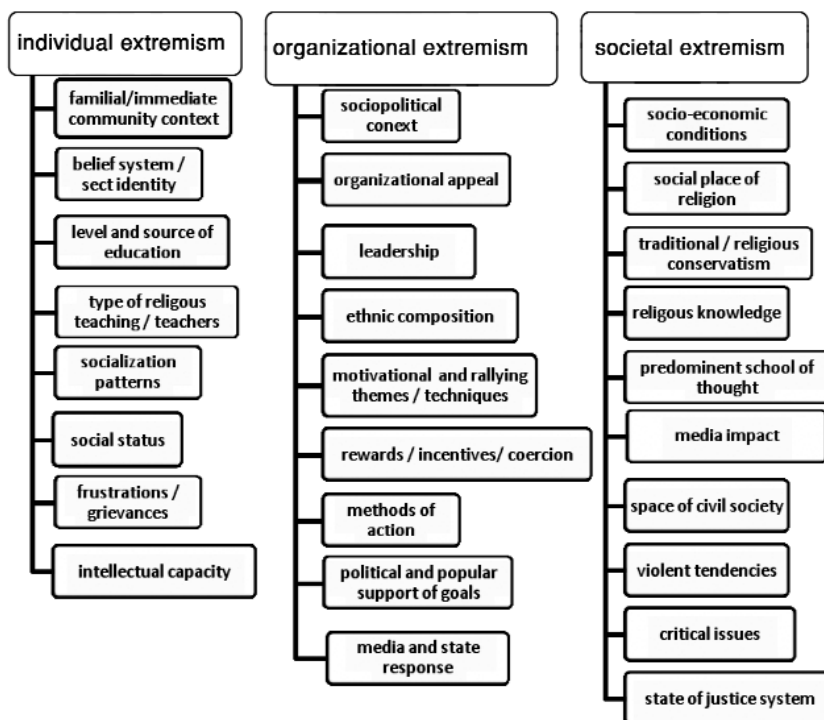 individual extremism
familial/immediate
community context
belief system /
sect identity
level and source of
education
type of religous
teaching / teachers
socialization
patterns
social status
frustrations /
grievances
intellectual capacity
organizational extremism
sociopolitical
conext
organizational appeal
leadership
ethnic composition
motivational and rallying
themes / techniques
rewards / incentives/ coercion
methods of
action
political and popular
support of goals
media and state
response
societal extremism
socio-economic
conditions
social place of
religion
traditional / religious
conservatism
religous knowledge
predominent school of
thought
media impact
space of civil society
violent tendencies
critical issues
state of justice system